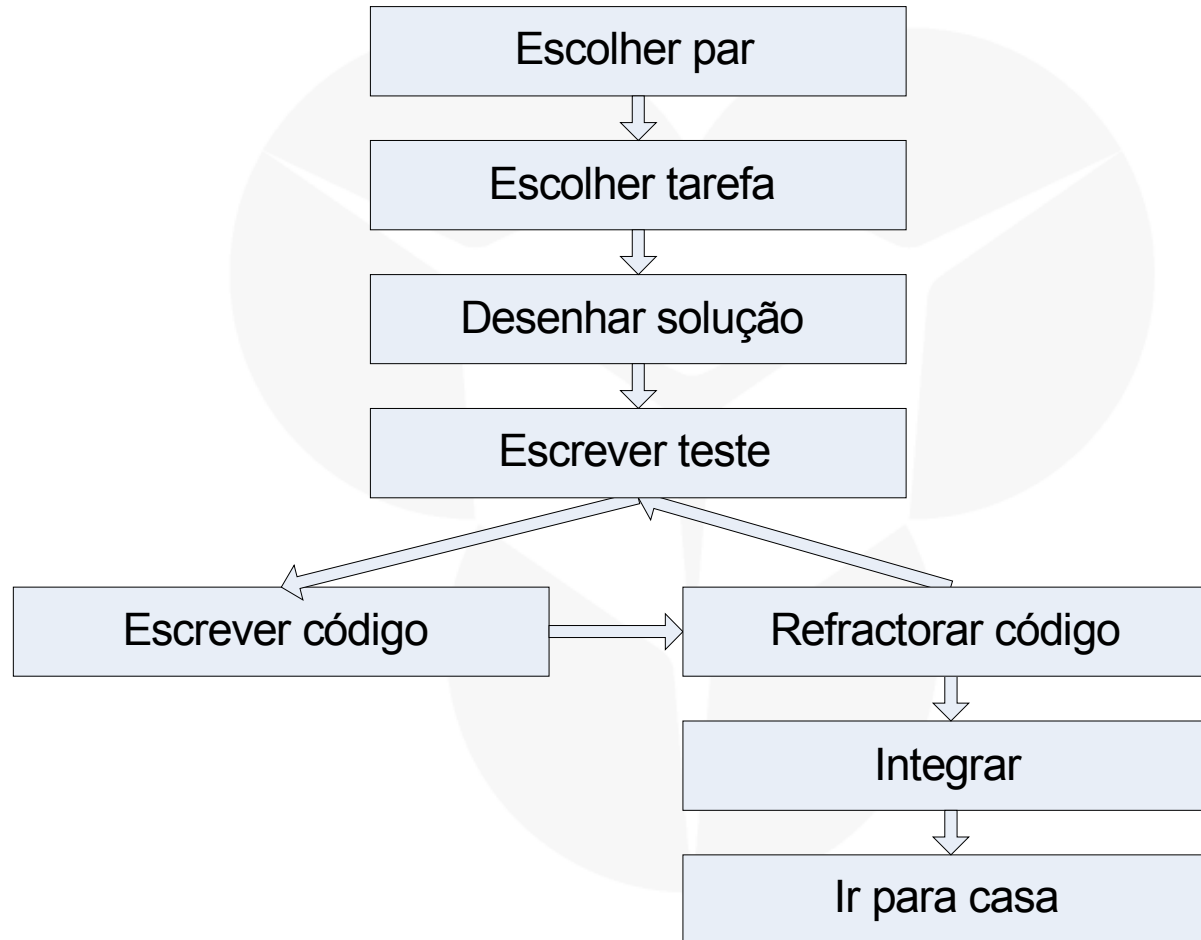 Escolher par
Escolher tarefa
Desenhar solução
Escrever teste
Escrever código
Refractorar código
Integrar
Ir para casa